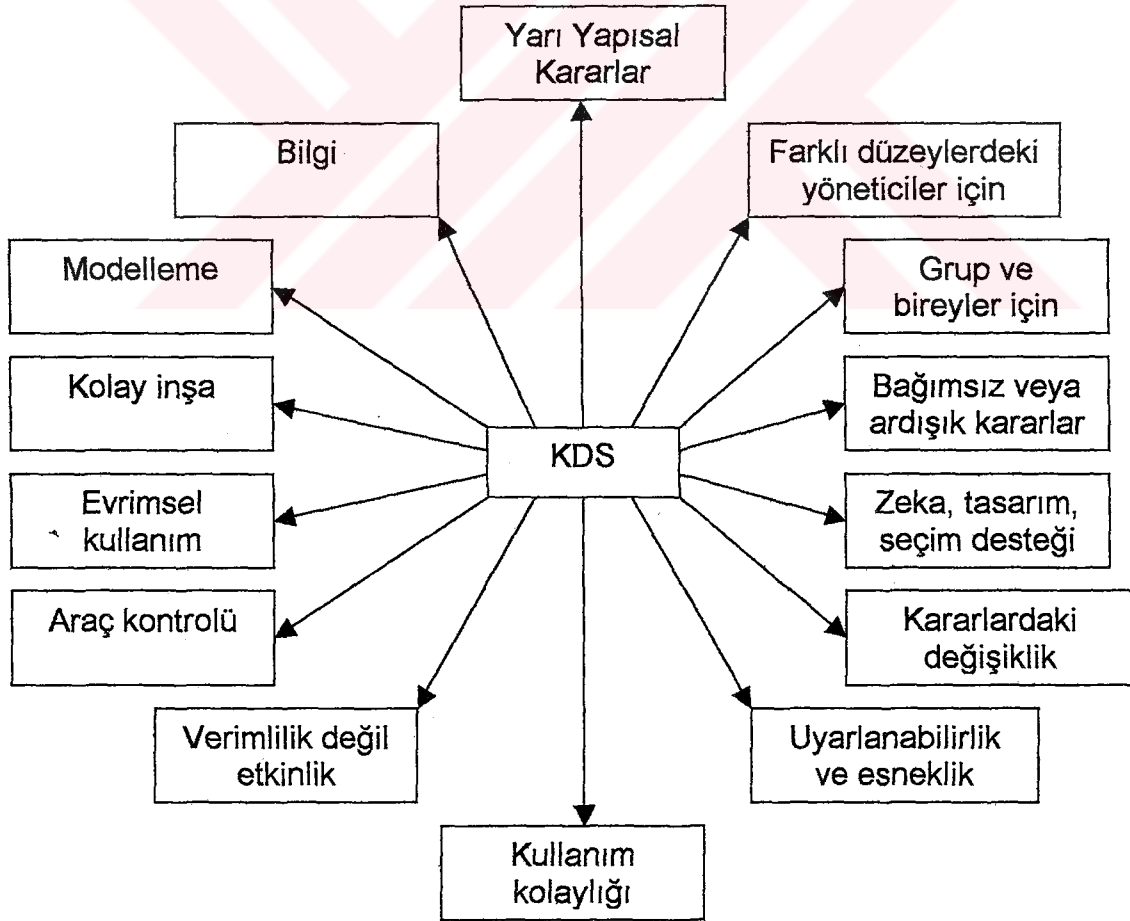 Yarı Yapısal
Kararlar
Bilgi
Farklı düzeylerdeki
yöneticiler için
Modelleme
Grup ve
bireyler için
Kolay inşa
Bağımsız veya
ardışık kararlar
KDS
Evrimsel
kullanım
Zeka, tasarım,
seçim desteği
Araç kontrolü
Kararlardaki
değişiklik
Verimlilik değil
etkinlik
Uyarlanabilirlik
ve esneklik
Kullanım
kolaylığı